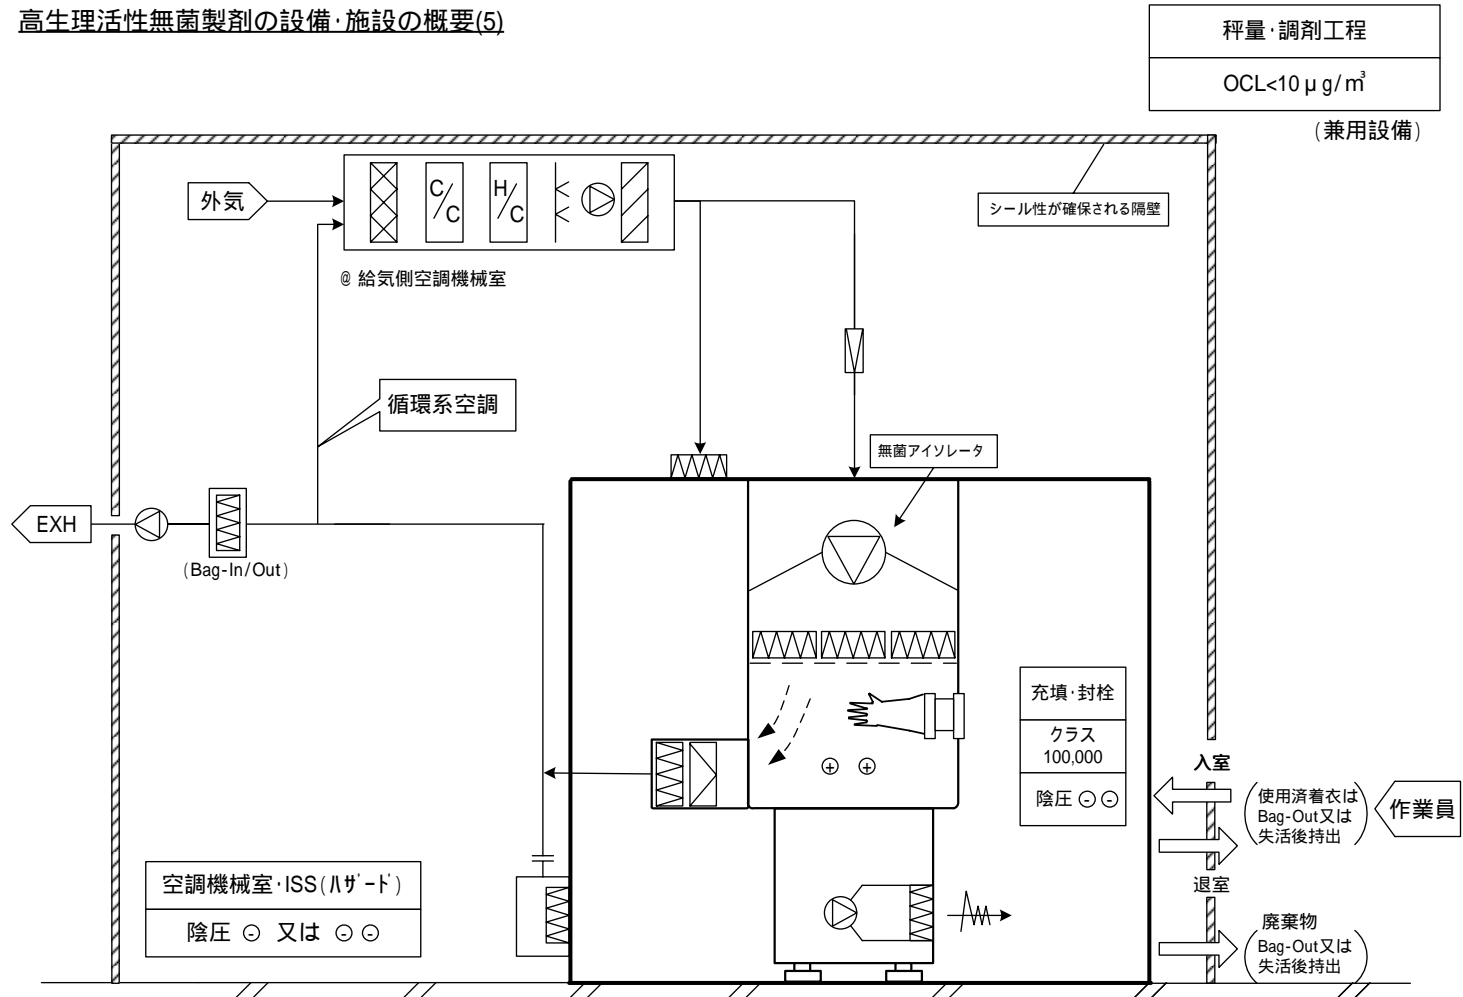 高生理活性無菌製剤の設備･施設の概要(5)
秤量･調剤工程
OCL<10μg/㎥
(兼用設備)
外気
C/C
H/C
シール性が確保される隔壁
@ 給気側空調機械室
循環系空調
無菌アイソレータ
EXH
(Bag-In/Out)
充填･封栓
クラス
100,000
陰圧 ⊖ ⊖
入室
使用済着衣は
Bag-Out又は
失活後持出
作業員
退室
空調機械室･ISS(ﾊｻﾞｰﾄﾞ)
陰圧 ⊖ 又は ⊖ ⊖
廃棄物
Bag-Out又は
失活後持出